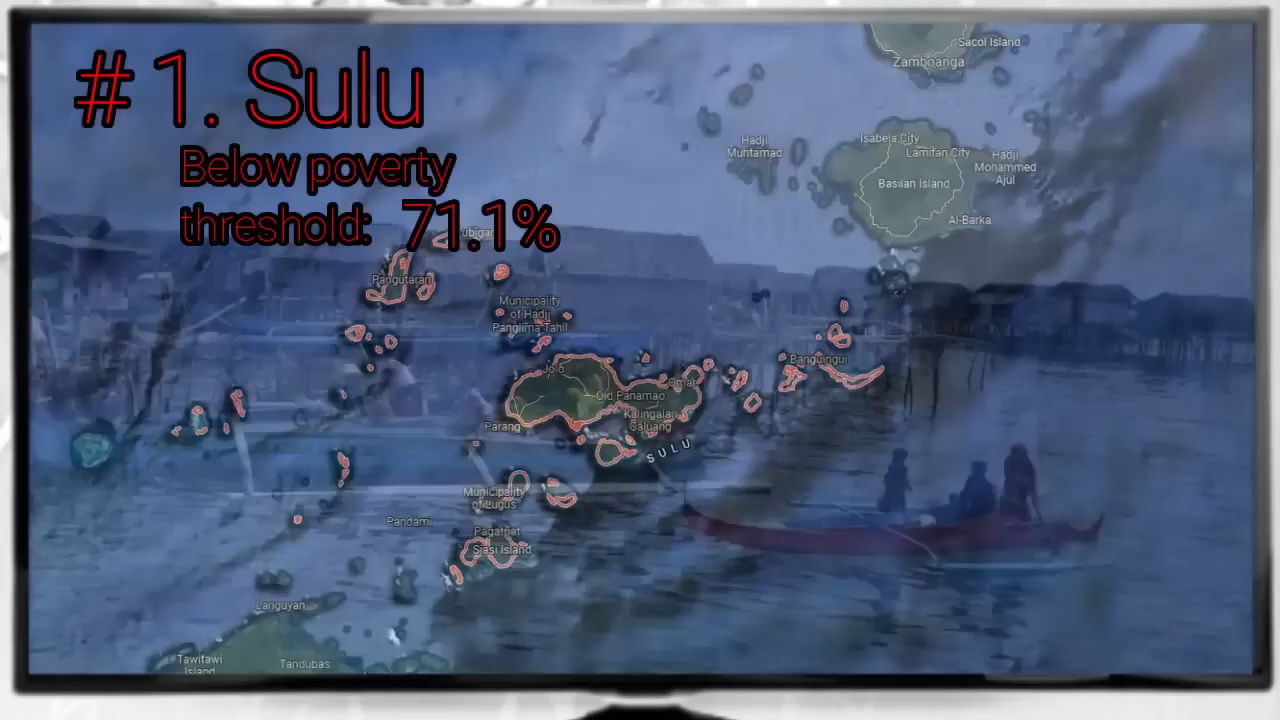 # 1. Sulu
Below poverty
threshold: 71.1%
Sacol Island
Zamboanga
Isabela City
Lamitan City
Hadji
Muhtamad
Hadji
Mohammed
Ajul
Basilan Island
Al-Barka
Pangutaran
Municipality
of Hadji
Panglima Tahil
Banguingui
Jolo
Omar
Old Panamao
Kalingalan
Caluang
Parang
SULU
Municipality
of Lugus
Pandami
Pagatpat
Siasi Island
Languyan
Tawitawi
Island
Tandubas